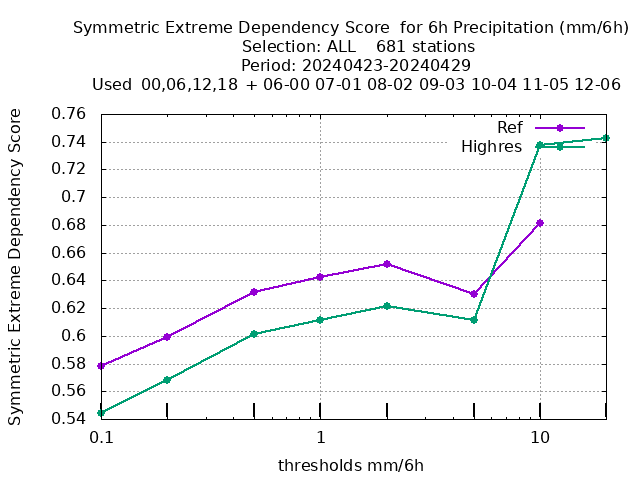 Symmetric Extreme Dependency Score  for 6h Precipitation (mm/6h)
Selection: ALL    681 stations
Period: 20240423-20240429
Used  00,06,12,18  + 06-00 07-01 08-02 09-03 10-04 11-05 12-06
Symmetric Extreme Dependency Score
0.76
0.74
0.72
0.7
0.68
0.66
0.64
0.62
0.6
0.58
0.56
0.54
Ref
Highres
0.1
1
10
thresholds mm/6h